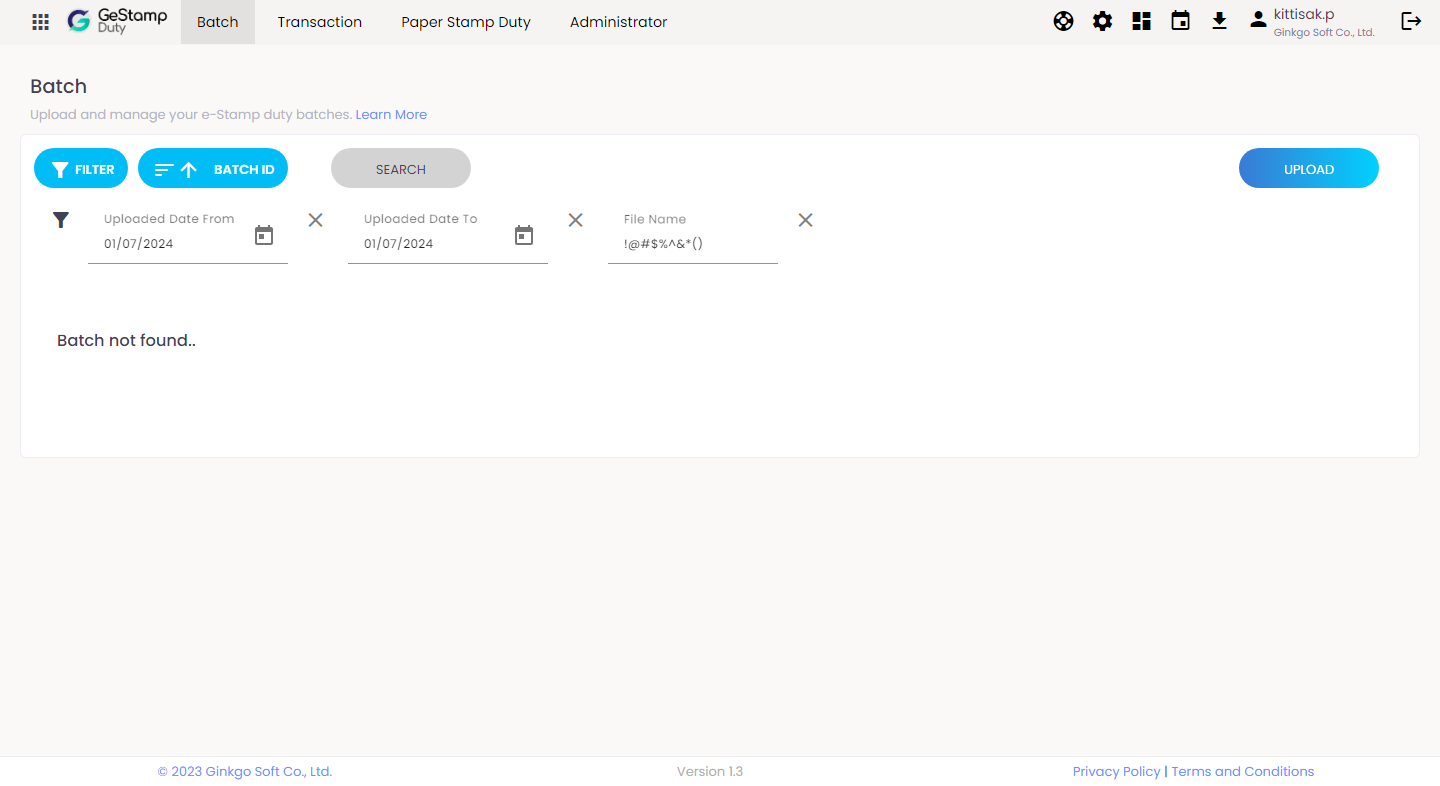 GeStamp
Duty
Batch
Transaction
Paper Stamp Duty
Administrator
kittisak.p
Ginkgo Soft Co., Ltd.
Batch
Upload and manage your e-Stamp duty batches. Learn More
FILTER
BATCH ID
SEARCH
UPLOAD
Uploaded Date From
01/07/2024
Uploaded Date To
01/07/2024
File Name
!@#$%^&*()
Batch not found..
© 2023 Ginkgo Soft Co., Ltd.
Version 1.3
Privacy Policy | Terms and Conditions